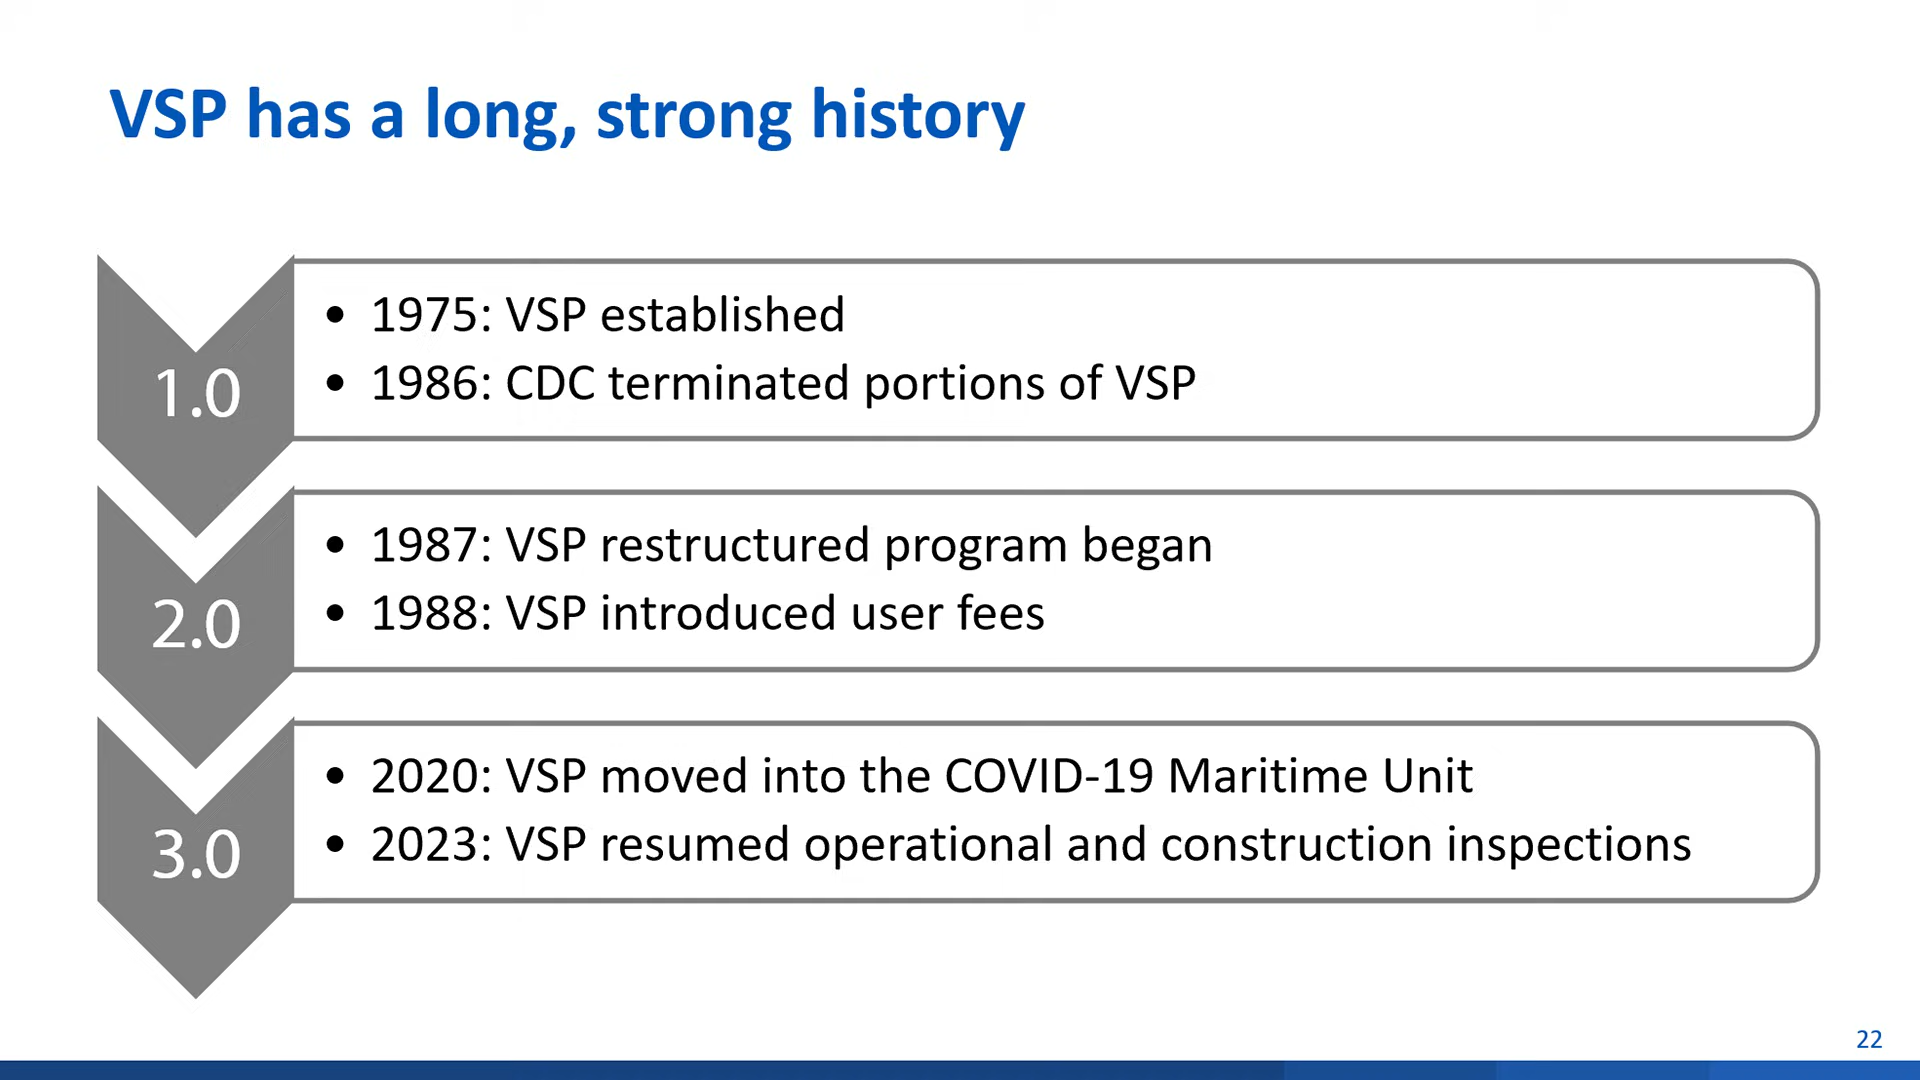 VSP has a long, strong history
1.0
• 1975: VSP established
• 1986: CDC terminated portions of VSP
2.0
• 1987: VSP restructured program began
• 1988: VSP introduced user fees
3.0
• 2020: VSP moved into the COVID-19 Maritime Unit
• 2023: VSP resumed operational and construction inspections
22